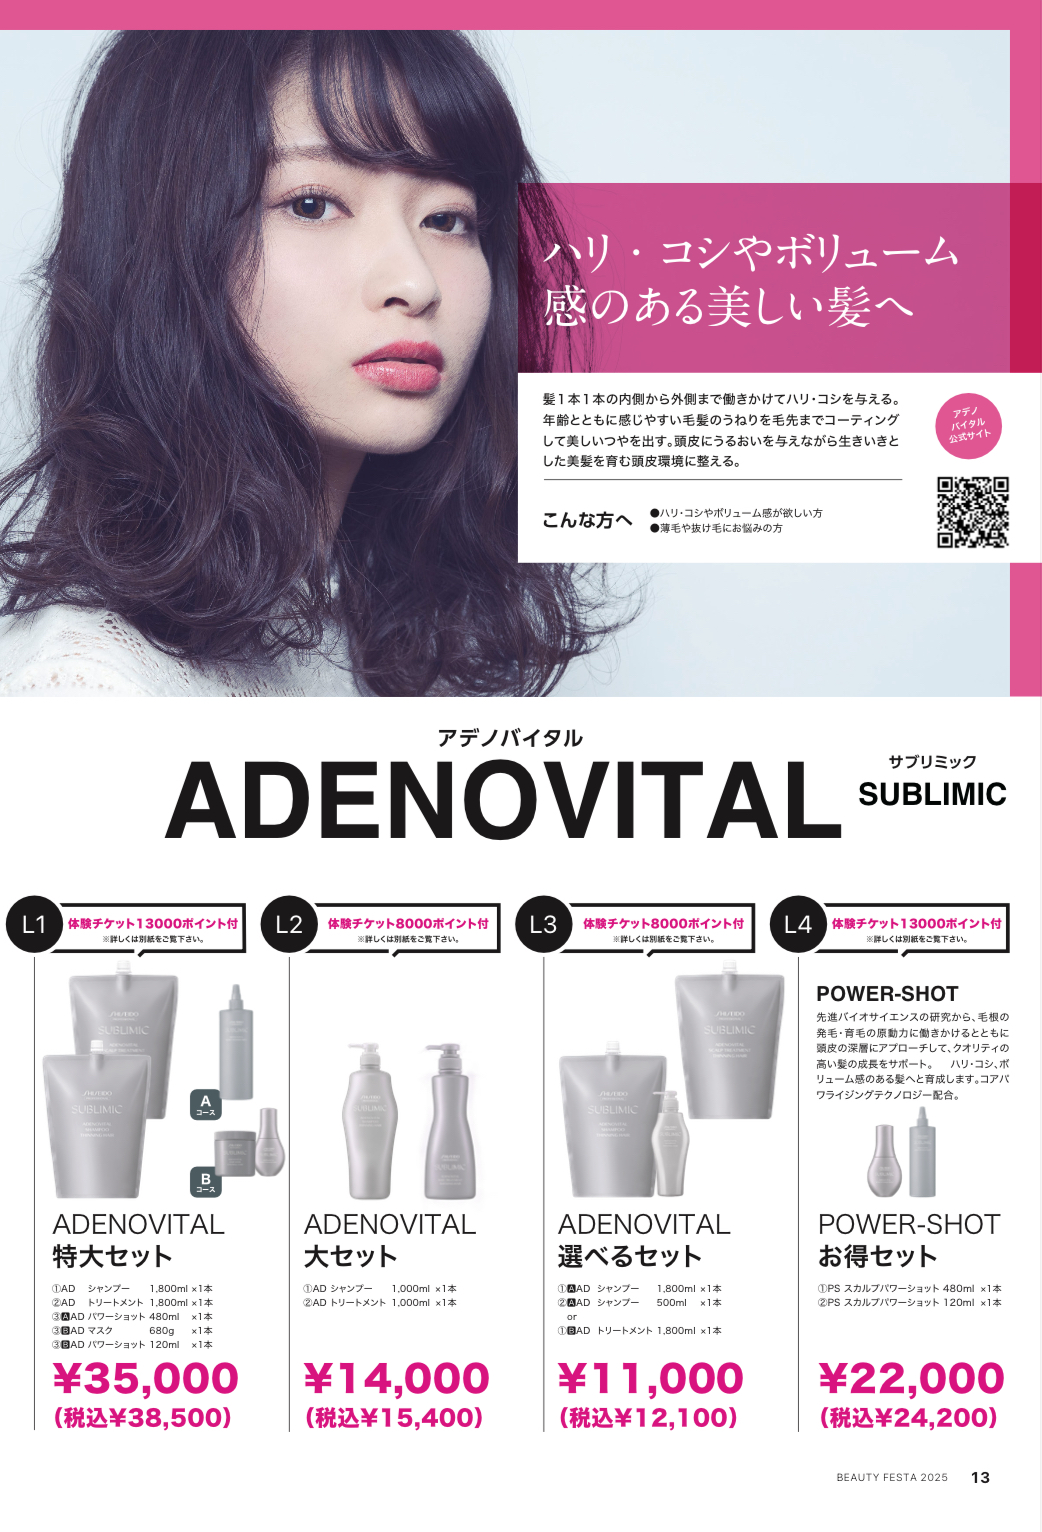 ハリ・コシやボリューム
感のある美しい髪へ
髪1本1本の内側から外側まで働きかけてハリ・コシを与える。
年齢とともに感じやすい毛髪のうねりを毛先までコーティング
して美しいつやを出す。頭皮にうるおいを与えながら生きいきと
した美髪を育む頭皮環境に整える。
アデノ
バイタル
公式サイト
こんな方へ
●ハリ・コシやボリューム感が欲しい方
●薄毛や抜け毛にお悩みの方
アデノバイタル
ADENOVITAL
サブリミック
SUBLIMIC
L1
体験チケット13000ポイント付
※詳しくは別紙をご覧下さい。
SHISEIDO
SUBLIMIC
SHISEIDO
SUBLIMIC
A
コース
B
コース
ADENOVITAL
特大セット
①AD シャンプー 1,800ml ×1本
②AD トリートメント 1,800ml ×1本
③A AD パワーショット 480ml ×1本
③B AD マスク 680g ×1本
③B AD パワーショット 120ml ×1本
¥35,000
(税込¥38,500)
L2
体験チケット8000ポイント付
※詳しくは別紙をご覧下さい。
ADENOVITAL
大セット
①AD シャンプー 1,000ml ×1本
②AD トリートメント 1,000ml ×1本
¥14,000
(税込¥15,400)
L3
体験チケット8000ポイント付
※詳しくは別紙をご覧下さい。
SHISEIDO
SUBLIMIC
SHISEIDO
SUBLIMIC
ADENOVITAL
選べるセット
①A AD シャンプー 1,800ml ×1本
②A AD シャンプー 500ml ×1本
or
①B AD トリートメント 1,800ml ×1本
¥11,000
(税込¥12,100)
L4
体験チケット13000ポイント付
※詳しくは別紙をご覧下さい。
POWER-SHOT
先進バイオサイエンスの研究から、毛根の
発毛・育毛の原動力に働きかけるとともに
頭皮の深層にアプローチして、クオリティの
高い髪の成長をサポート。 ハリ・コシ、ボ
リューム感のある髪へと育成します。コアパ
ワライジングテクノロジー配合。
POWER-SHOT
お得セット
①PS スカルプパワーショット 480ml ×1本
②PS スカルプパワーショット 120ml ×1本
¥22,000
(税込¥24,200)
BEAUTY FESTA 2025 13